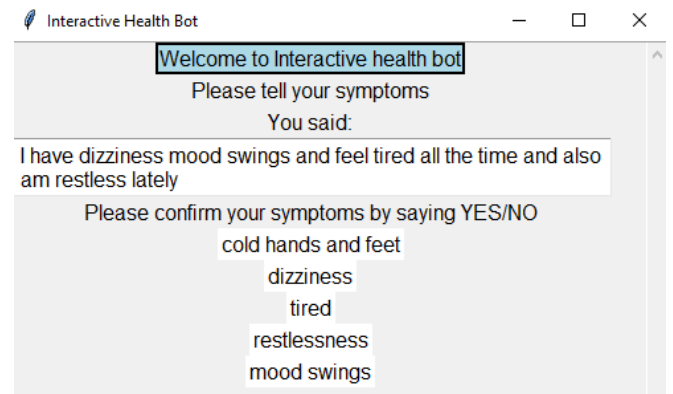 Interactive Health Bot
Welcome to Interactive health bot
Please tell your symptoms
You said:
I have dizziness mood swings and feel tired all the time and also
am restless lately
Please confirm your symptoms by saying YES/NO
cold hands and feet
dizziness
tired
restlessness
mood swings